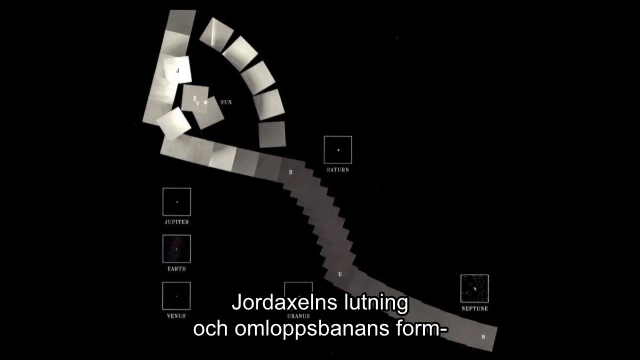 J
E
V
SUN
S
SATURN
JUPITER
EARTH
U
VENUS
URANUS
NEPTUNE
N
Jordaxelns lutning
och omloppsbanans form-